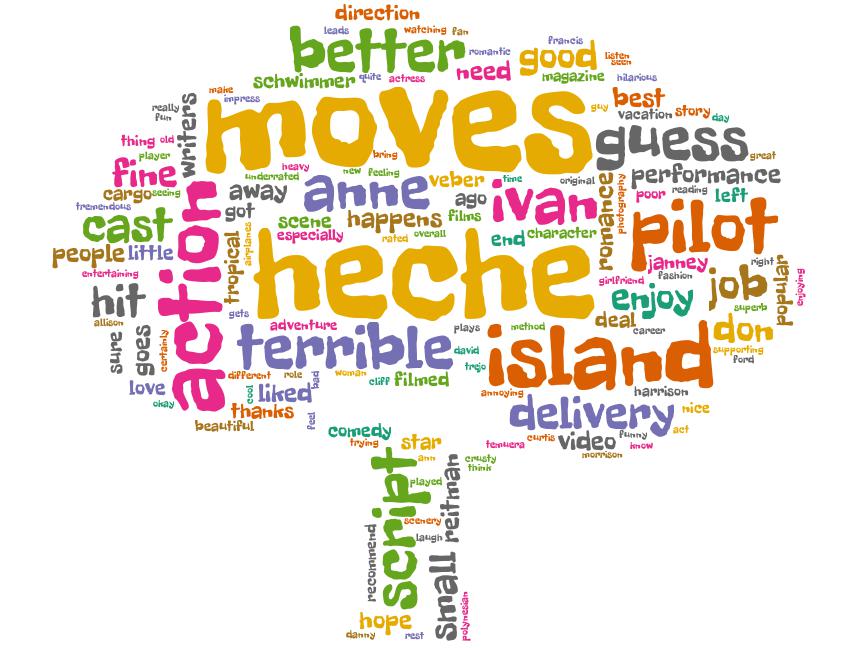 direction
leads watching fan
better romantic francis
good listen
seen
schwimmer quite actress need magazine hilarious
make
impress
moves guy best
vacation story day
really
fun
writers
guess
great
thing old
player
fine
bring
heavy
underrated new feeling
veber time original
performance
cargo seeing
away anne ago ivan romance photography poor reading left
tremendous
cast got scene happens films pilot
especially rated overall end character
people little tropical airplanes heche janney right
entertaining
girlfriend fashion
hit action enjoy job popular enjoying
allison
gets
superb
deal career
sure goes certainly adventure terrible plays method island don
david
supporting
ford
different role bad woman cliff filmed trejo
love
okay
cool liked
annoying harrison
thanks
beautiful feel
delivery nice
act
comedy
trying star
temuera curtis video funny know
morrison
ann
crusty
think
script played reitman
scenery
laugh
recommend
small
polynesian
hope
danny rest